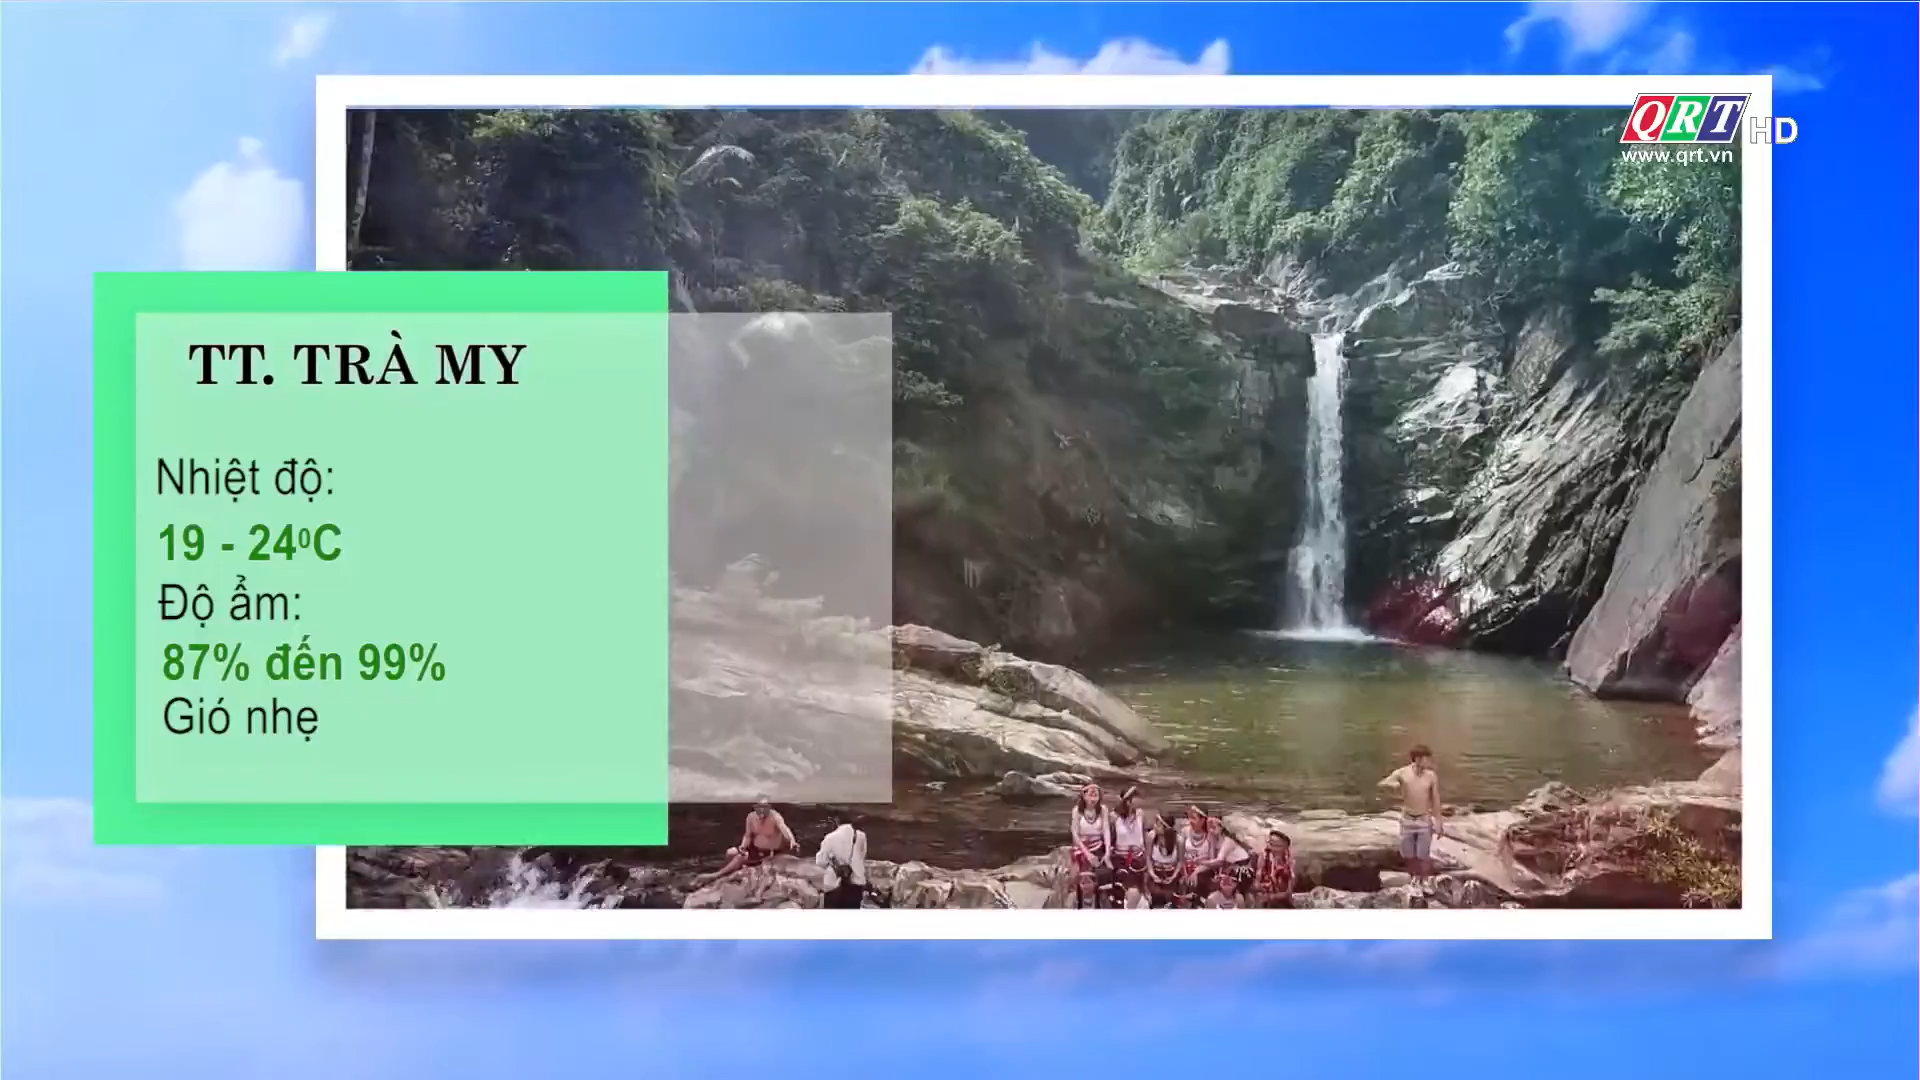 QRT HD
www.qrt.vn
TT. TRÀ MY
Nhiệt độ:
19 - 24⁰C
Độ ẩm:
87% đến 99%
Gió nhẹ